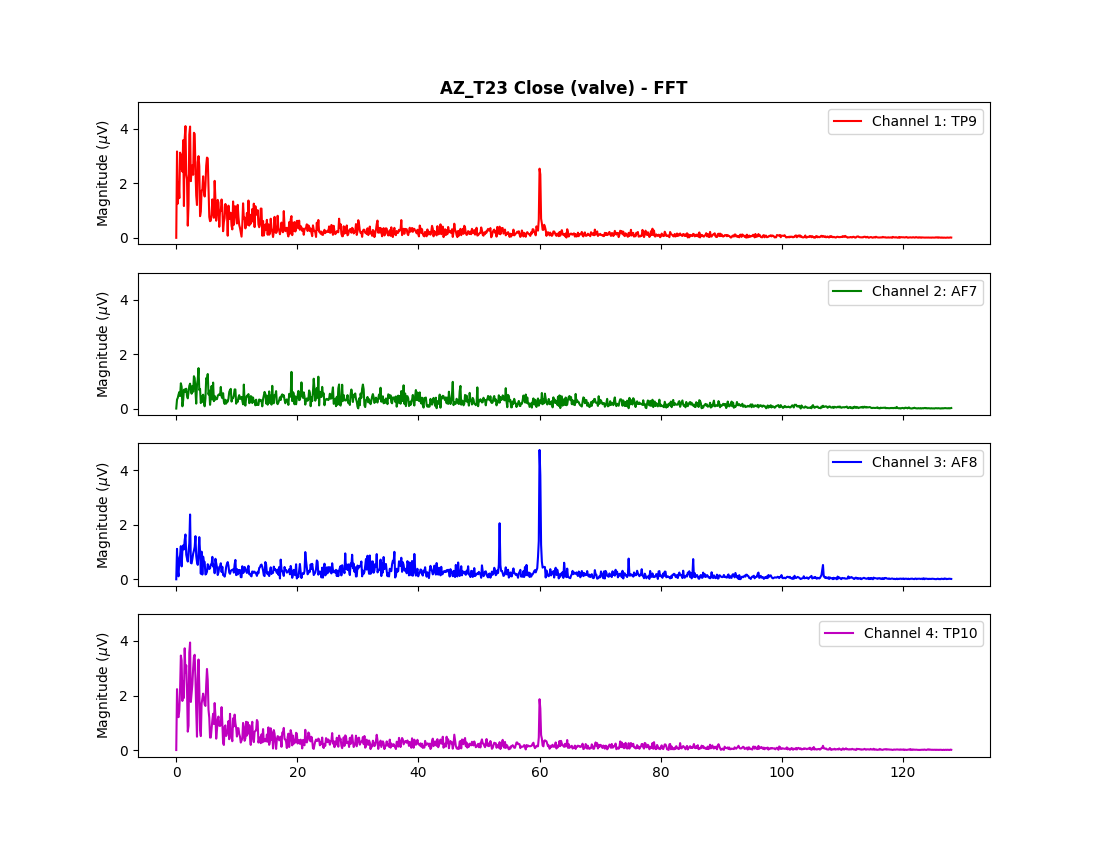 AZ_T23 Close (valve) - FFT
Magnitude (μV)
4
2
0
Channel 1: TP9
Magnitude (μV)
4
2
0
Channel 2: AF7
Magnitude (μV)
4
2
0
Channel 3: AF8
Magnitude (μV)
4
2
0
Channel 4: TP10
0 20 40 60 80 100 120